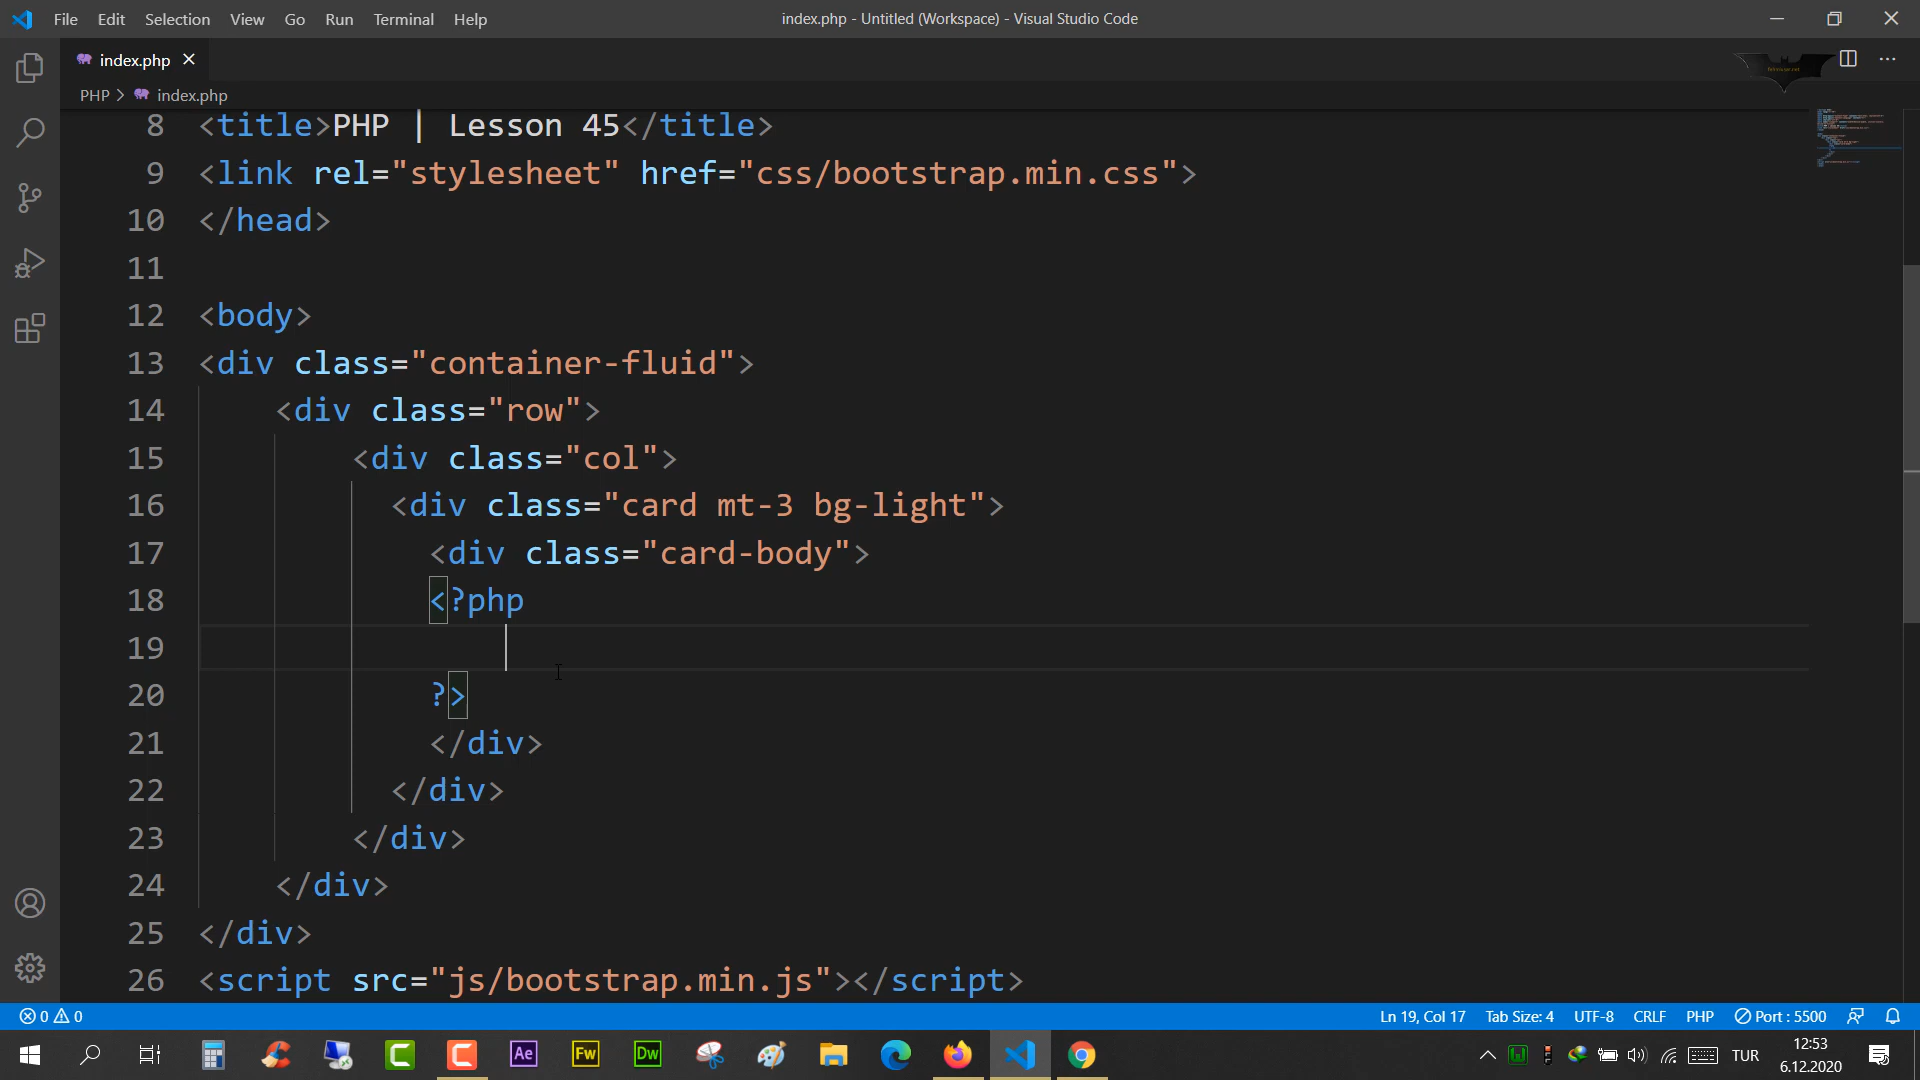 File Edit Selection View Go Run Terminal Help index.php - Untitled (Workspace) - Visual Studio Code
index.php
PHP > index.php
8 <title>PHP | Lesson 45</title>
9 <link rel="stylesheet" href="css/bootstrap.min.css">
10 </head>
11
12 <body>
13 <div class="container-fluid">
14 <div class="row">
15 <div class="col">
16 <div class="card mt-3 bg-light">
17 <div class="card-body">
18 <?php
19
20 ?>
21 </div>
22 </div>
23 </div>
24 </div>
25 </div>
26 <script src="js/bootstrap.min.js"></script>
0 0 Ln 19, Col 17 Tab Size: 4 UTF-8 CRLF PHP Port : 5500
Ae Fw Dw TUR 12:53
6.12.2020